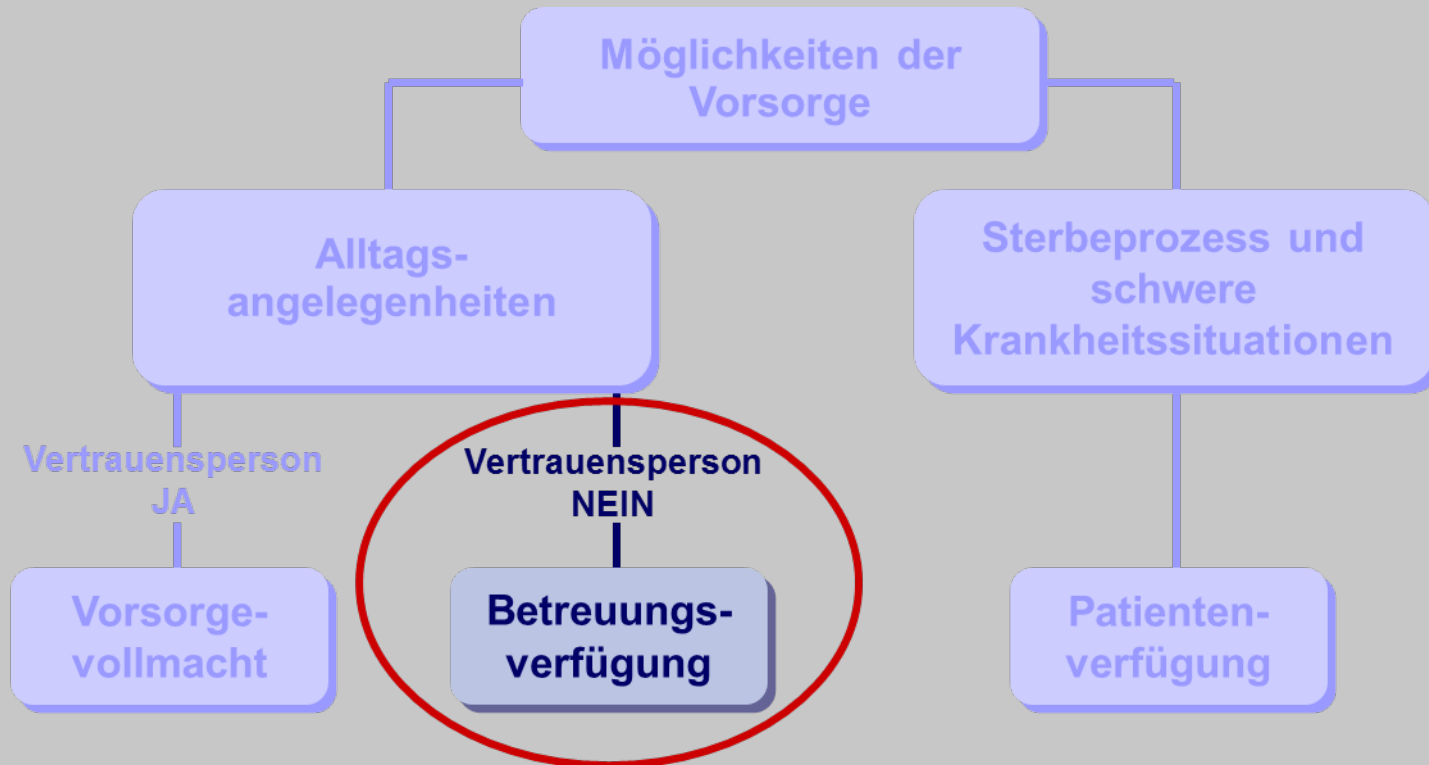 Möglichkeiten der
Vorsorge
Alltags-
angelegenheiten
Sterbeprozess und
schwere
Krankheitssituationen
Vertrauensperson
JA
Vertrauensperson
NEIN
Vorsorge-
vollmacht
Betreuungs-
verfügung
Patienten-
verfügung